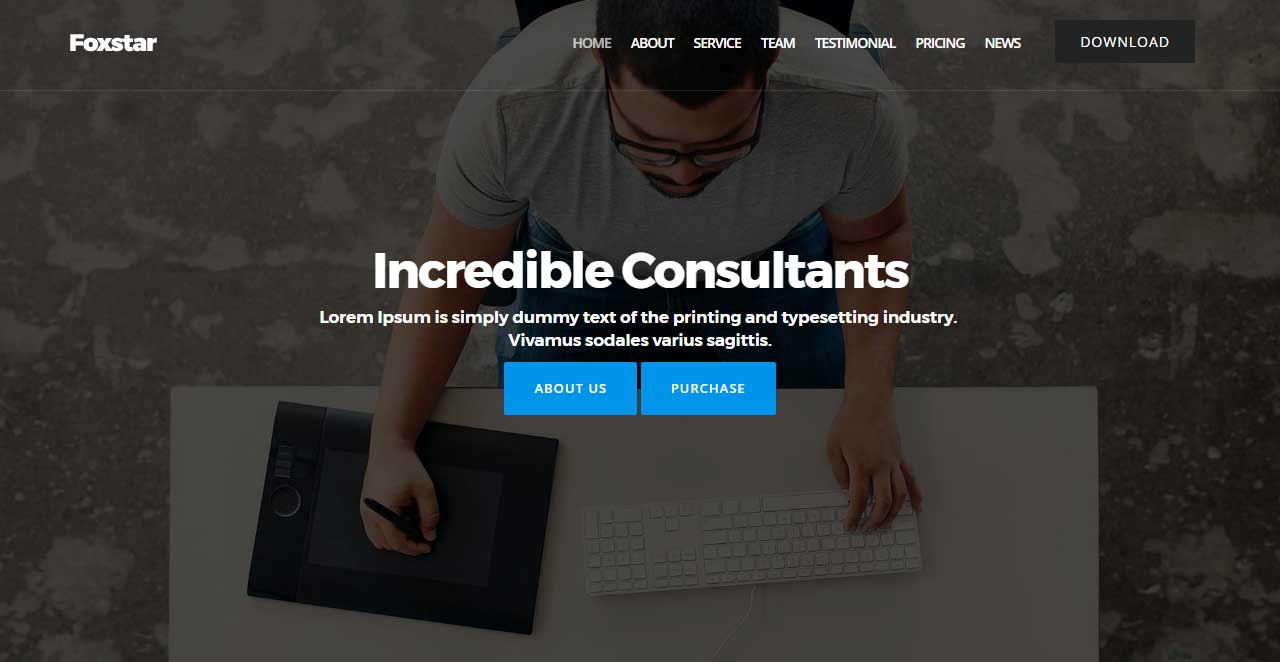 Foxstar
HOME ABOUT SERVICE TEAM TESTIMONIAL PRICING NEWS DOWNLOAD
Incredible Consultants
Lorem Ipsum is simply dummy text of the printing and typesetting industry.
Vivamus sodales varius sagittis.
ABOUT US PURCHASE